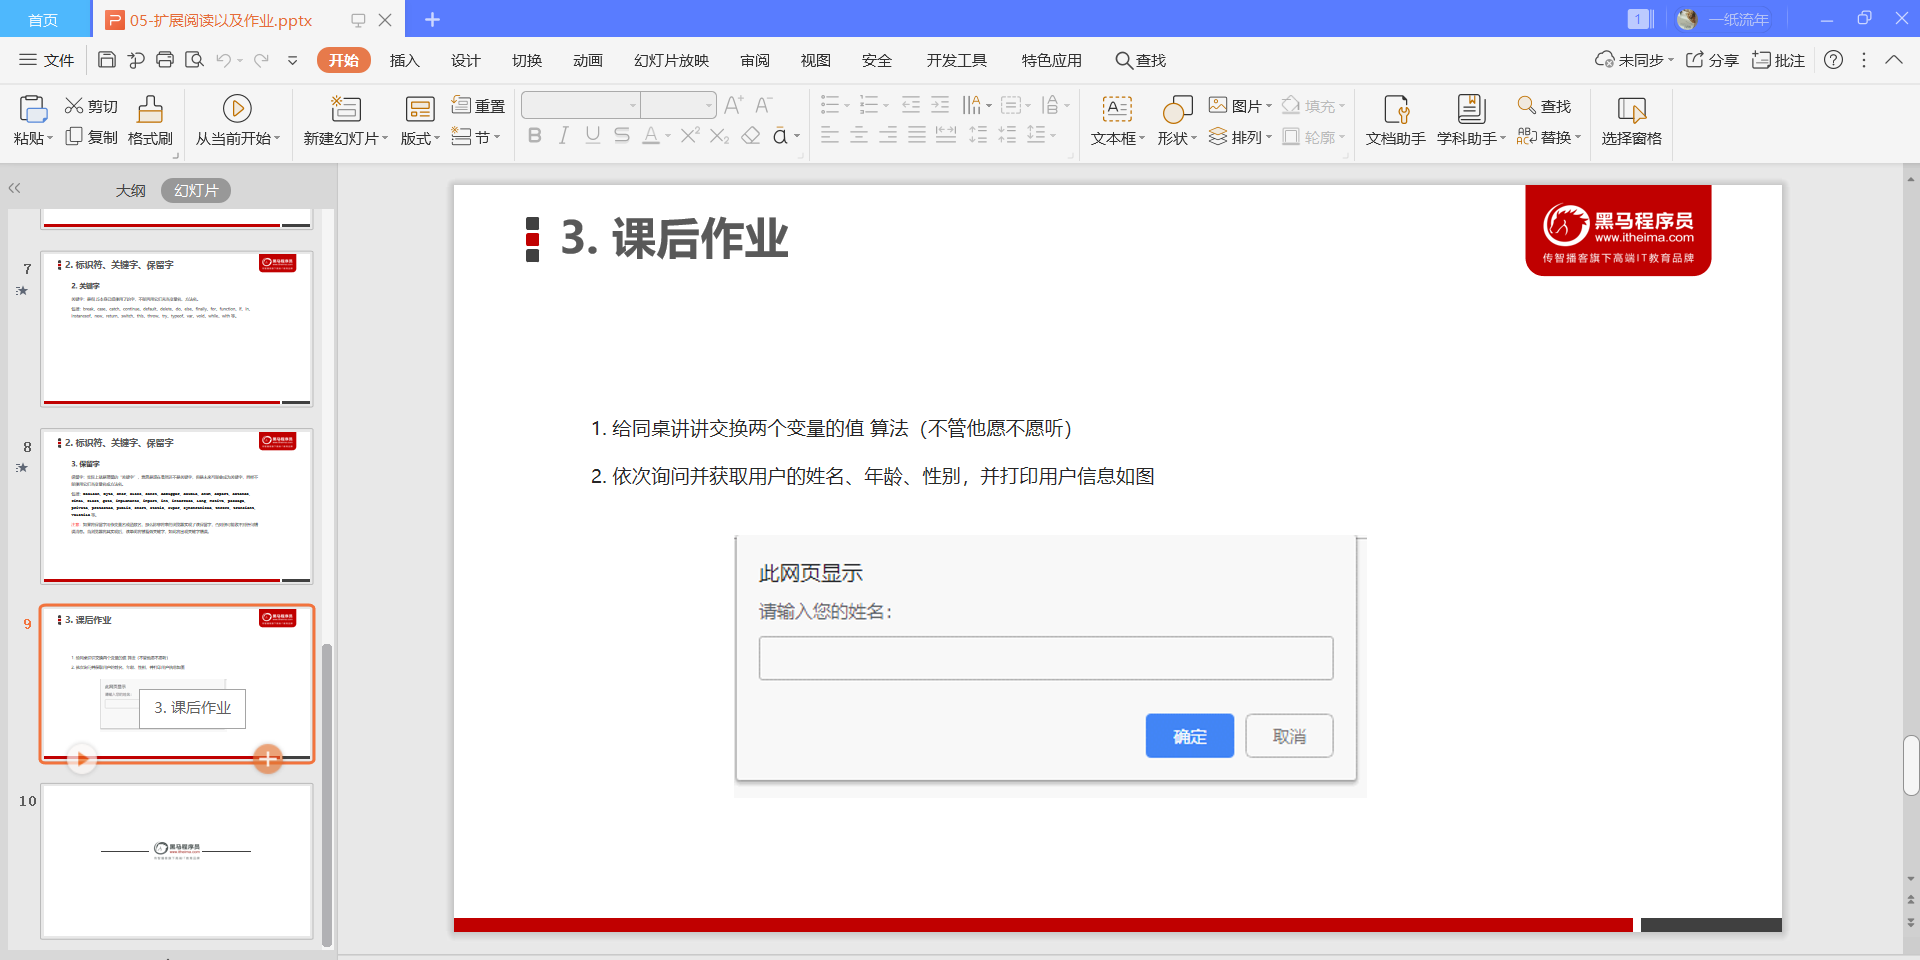 首页
05-扩展阅读以及作业.pptx
1
一纸流年
文件
开始
插入
设计
切换
动画
幻灯片放映
审阅
视图
安全
开发工具
特色应用
查找
未同步
分享
批注
粘贴
剪切
复制
格式刷
从当前开始
新建幻灯片
版式
重置
节
文本框
形状
图片
排列
填充
轮廓
文档助手
学科助手
查找
替换
选择窗格
大纲
幻灯片
7
2. 标识符、关键字、保留字
2. 关键字
8
2. 标识符、关键字、保留字
3. 保留字
9
3. 课后作业
3. 课后作业
10
黑马程序员
3. 课后作业
黑马程序员
www.itheima.com
传智播客旗下高端IT教育品牌
1. 给同桌讲讲交换两个变量的值 算法（不管他愿不愿听）
2. 依次询问并获取用户的姓名、年龄、性别，并打印用户信息如图
此网页显示
请输入您的姓名：
确定
取消